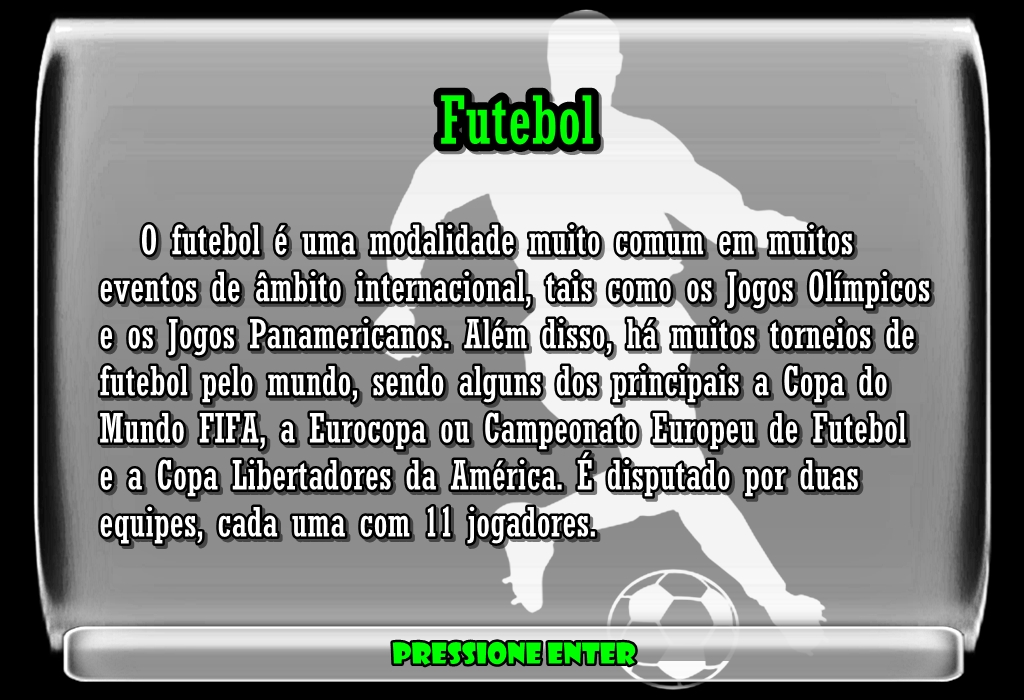 Futebol
O futebol é uma modalidade muito comum em muitos
eventos de âmbito internacional, tais como os Jogos Olímpicos
e os Jogos Panamericanos. Além disso, há muitos torneios de
futebol pelo mundo, sendo alguns dos principais a Copa do
Mundo FIFA, a Eurocopa ou Campeonato Europeu de Futebol
e a Copa Libertadores da América. É disputado por duas
equipes, cada uma com 11 jogadores.
PRESSIONE ENTER